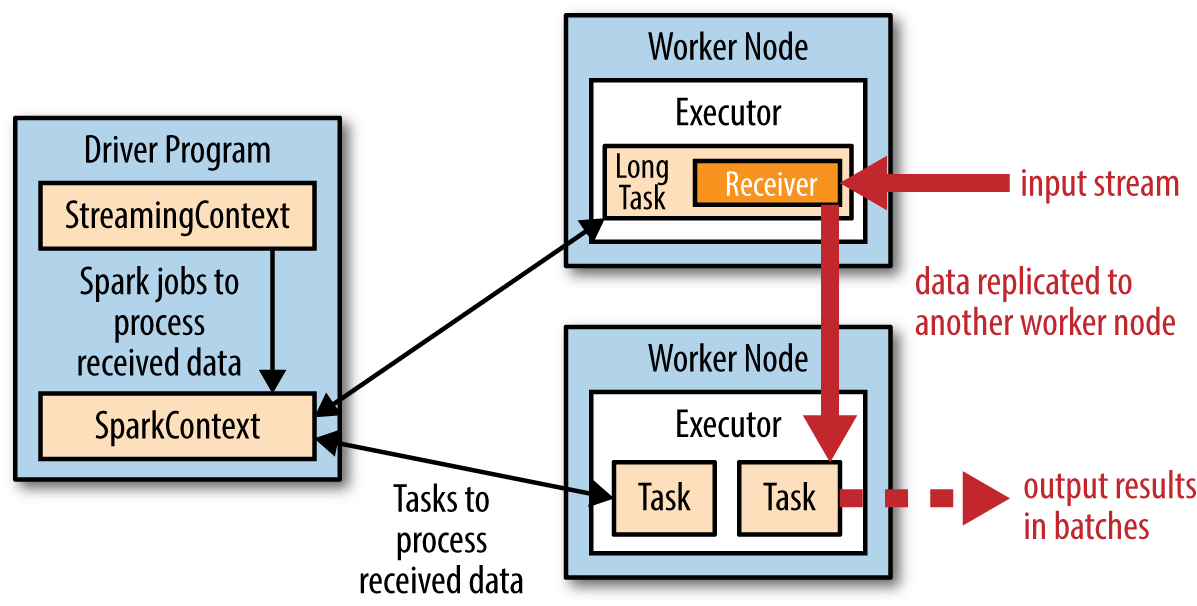 Driver Program
StreamingContext
Spark jobs to
process
received data
SparkContext
Worker Node
Executor
Long
Task
Receiver
input stream
data replicated to
another worker node
Worker Node
Executor
Task
Task
Tasks to
process
received data
output results
in batches